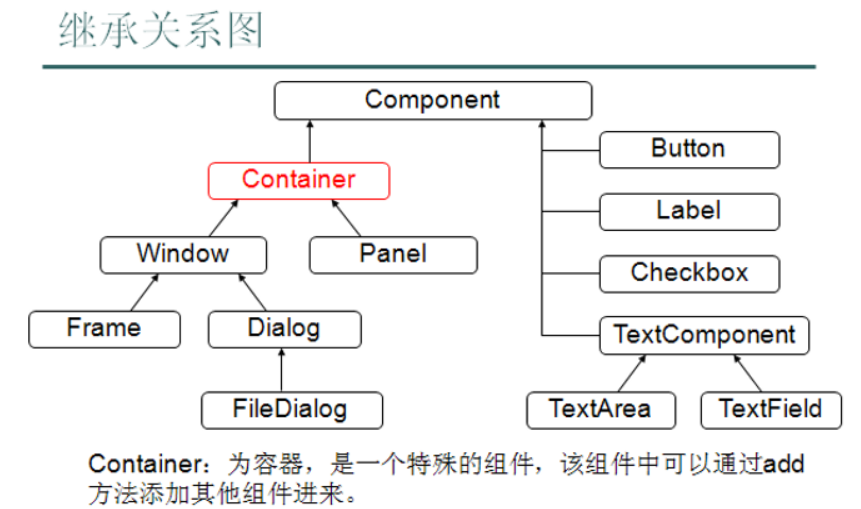 继承关系图
Component
Button
Container
Label
Window
Panel
Checkbox
Frame
Dialog
TextComponent
FileDialog
TextArea
TextField
Container：为容器，是一个特殊的组件，该组件中可以通过add
方法添加其他组件进来。